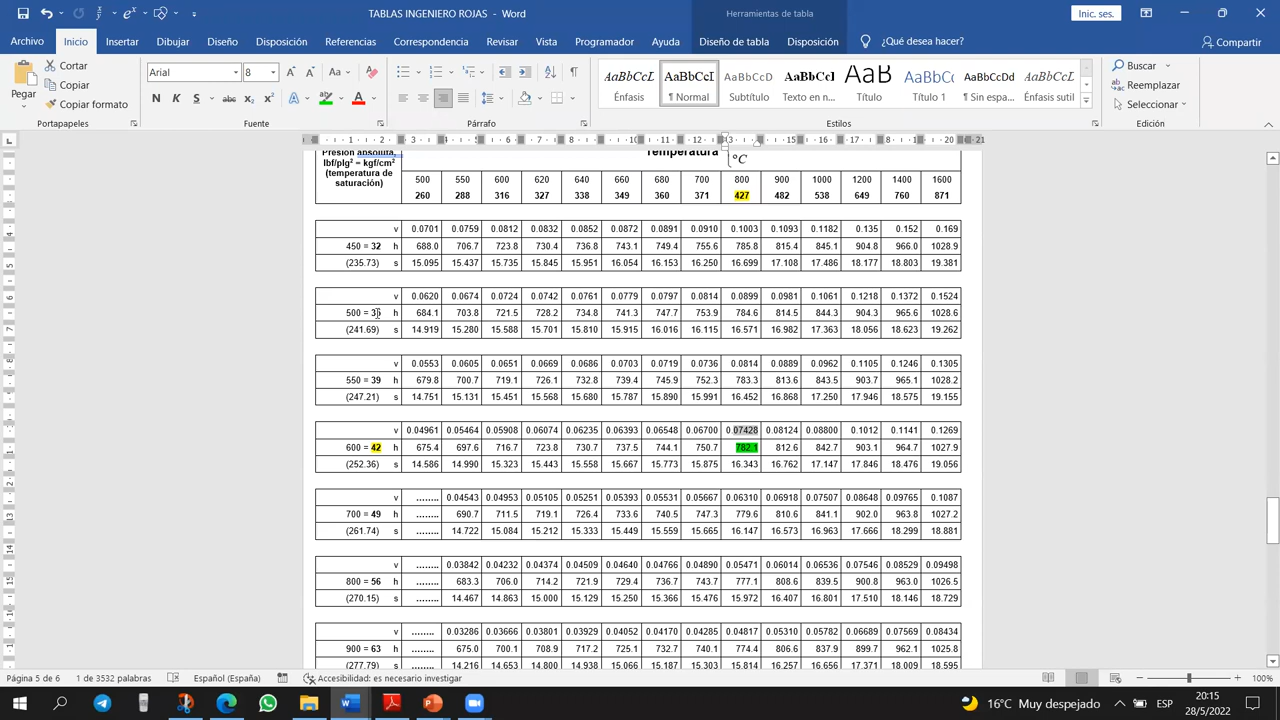 TABLAS INGENIERO ROJAS - Word
Herramientas de tabla
Inic. ses.
Archivo Inicio Insertar Dibujar Diseño Disposición Referencias Correspondencia Revisar Vista Programador Ayuda Diseño de tabla Disposición ¿Qué desea hacer? Compartir
Pegar
Cortar
Copiar
Copiar formato
Portapapeles
Arial 8
N K S abc x₂ x²
Fuente
Párrafo
AaBbCcL Énfasis
AaBbCcI ¶ Normal
AaBbCcD Subtítulo
AaBbCcl Texto en n...
AaB Título
AaBbCc Título 1
AaBbCcDd ¶ Sin espa...
AaBbCcL Énfasis sutil
Estilos
Buscar
Reemplazar
Seleccionar
Edición
Presión absoluta, Temperatura °C
lbf/plg² – kgf/cm²
(temperatura de
saturación)
500 550 600 620 640 660 680 700 800 900 1000 1200 1400 1600
260 288 316 327 338 349 360 371 427 482 538 649 760 871
v 0.0701 0.0759 0.0812 0.0832 0.0852 0.0872 0.0891 0.0910 0.1003 0.1093 0.1182 0.135 0.152 0.169
450 = 32 h 688.0 706.7 723.8 730.4 736.8 743.1 749.4 755.6 785.8 815.4 845.1 904.8 966.0 1028.9
(235.73) s 15.095 15.437 15.735 15.845 15.951 16.054 16.153 16.250 16.699 17.108 17.486 18.177 18.803 19.381
v 0.0620 0.0674 0.0724 0.0742 0.0761 0.0779 0.0797 0.0814 0.0899 0.0981 0.1061 0.1218 0.1372 0.1524
500 = 35 h 684.1 703.8 721.5 728.2 734.8 741.3 747.7 753.9 784.6 814.5 844.3 904.3 965.6 1028.6
(241.69) s 14.919 15.280 15.588 15.701 15.810 15.915 16.016 16.115 16.571 16.982 17.363 18.056 18.623 19.262
v 0.0553 0.0605 0.0651 0.0669 0.0686 0.0703 0.0719 0.0736 0.0814 0.0889 0.0962 0.1105 0.1246 0.1305
550 = 39 h 679.8 700.7 719.1 726.1 732.8 739.4 745.9 752.3 783.3 813.6 843.5 903.7 965.1 1028.2
(247.21) s 14.751 15.131 15.451 15.568 15.680 15.787 15.890 15.991 16.452 16.868 17.250 17.946 18.575 19.155
v 0.04961 0.05464 0.05908 0.06074 0.06235 0.06393 0.06548 0.06700 0.07428 0.08124 0.08800 0.1012 0.1141 0.1269
600 = 42 h 675.4 697.6 716.7 723.8 730.7 737.5 744.1 750.7 782.1 812.6 842.7 903.1 964.7 1027.9
(252.36) s 14.586 14.990 15.323 15.443 15.558 15.667 15.773 15.875 16.343 16.762 17.147 17.846 18.476 19.056
v ........ 0.04543 0.04953 0.05105 0.05251 0.05393 0.05531 0.05667 0.06310 0.06918 0.07507 0.08648 0.09765 0.1087
700 = 49 h ........ 690.7 711.5 719.1 726.4 733.6 740.5 747.3 779.6 810.6 841.1 902.0 963.8 1027.2
(261.74) s ........ 14.722 15.084 15.212 15.333 15.449 15.559 15.665 16.147 16.573 16.963 17.666 18.299 18.881
v ........ 0.03842 0.04232 0.04374 0.04509 0.04640 0.04766 0.04890 0.05471 0.06014 0.06536 0.07546 0.08529 0.09498
800 = 56 h ........ 683.3 706.0 714.2 721.9 729.4 736.7 743.7 777.1 808.6 839.5 900.8 963.0 1026.5
(270.15) s ........ 14.467 14.863 15.000 15.129 15.250 15.366 15.476 15.972 16.407 16.801 17.510 18.146 18.729
v ........ 0.03286 0.03666 0.03801 0.03929 0.04052 0.04170 0.04285 0.04817 0.05310 0.05782 0.06689 0.07569 0.08434
900 = 63 h ........ 675.0 700.1 708.9 717.2 725.1 732.7 740.1 774.4 806.6 837.9 899.7 962.1 1025.8
(277.79) s ........ 14.216 14.653 14.800 14.938 15.066 15.187 15.303 15.814 16.257 16.656 17.371 18.009 18.595
Página 5 de 6 1 de 3532 palabras Español (España) Accesibilidad: es necesario investigar 100%
16°C Muy despejado ESP 20:15
28/5/2022